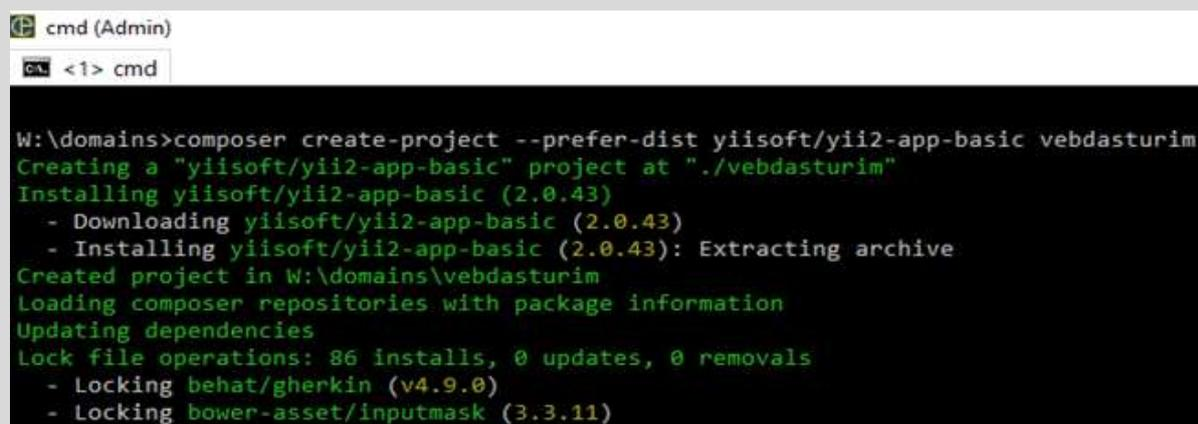 cmd (Admin)
<1> cmd
W:\domains>composer create-project --prefer-dist yiisoft/yii2-app-basic vebdasturim
Creating a "yiisoft/yii2-app-basic" project at "./vebdasturim"
Installing yiisoft/yii2-app-basic (2.0.43)
  - Downloading yiisoft/yii2-app-basic (2.0.43)
  - Installing yiisoft/yii2-app-basic (2.0.43): Extracting archive
Created project in W:\domains\vebdasturim
Loading composer repositories with package information
Updating dependencies
Lock file operations: 86 installs, 0 updates, 0 removals
  - Locking behat/gherkin (v4.9.0)
  - Locking bower-asset/inputmask (3.3.11)